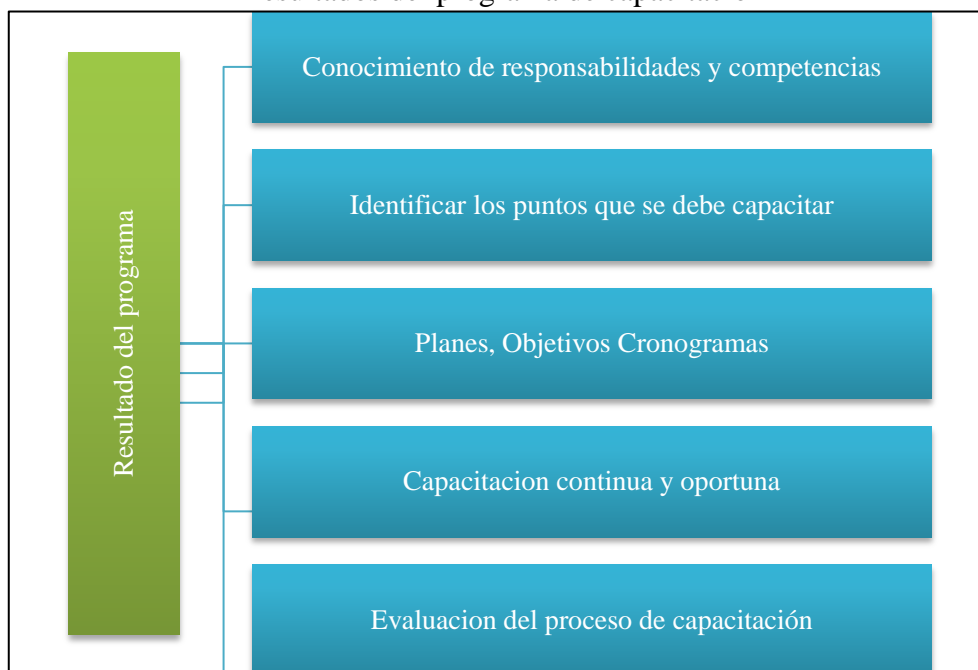 Resultado del programa
Conocimiento de responsabilidades y competencias
Identificar los puntos que se debe capacitar
Planes, Objetivos Cronogramas
Capacitacion continua y oportuna
Evaluacion del proceso de capacitación